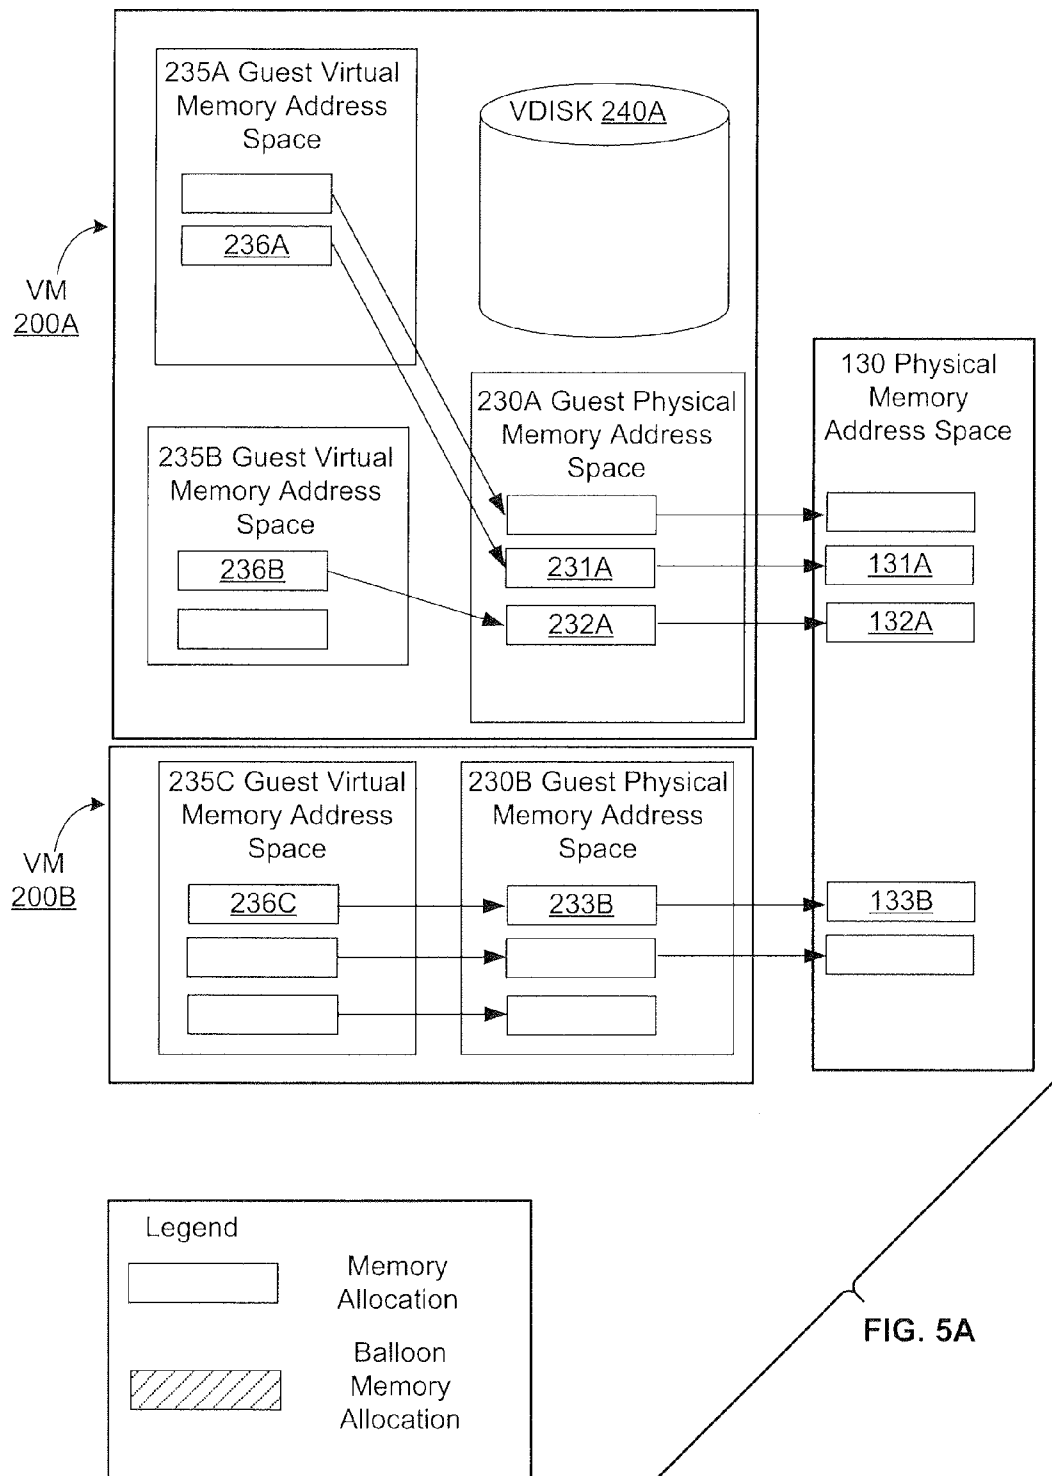 235A Guest Virtual
Memory Address
Space
236A
VDISK 240A
VM
200A
235B Guest Virtual
Memory Address
Space
236B
230A Guest Physical
Memory Address
Space
231A
232A
130 Physical
Memory
Address Space
131A
132A
133B
235C Guest Virtual
Memory Address
Space
236C
230B Guest Physical
Memory Address
Space
233B
VM
200B
Legend
Memory
Allocation
Balloon
Memory
Allocation
FIG. 5A